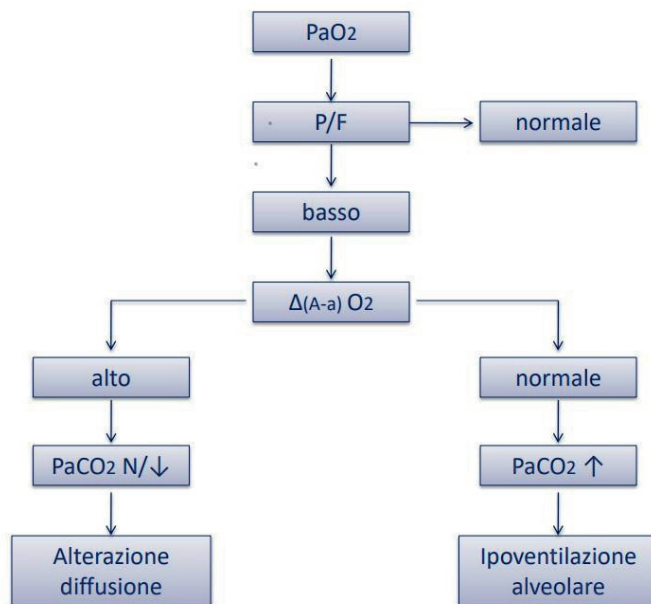 PaO2
P/F
normale
basso
Δ(A-a) O2
alto
normale
PaCO2 N/↓
PaCO2 ↑
Alterazione
diffusione
Ipoventilazione
alveolare